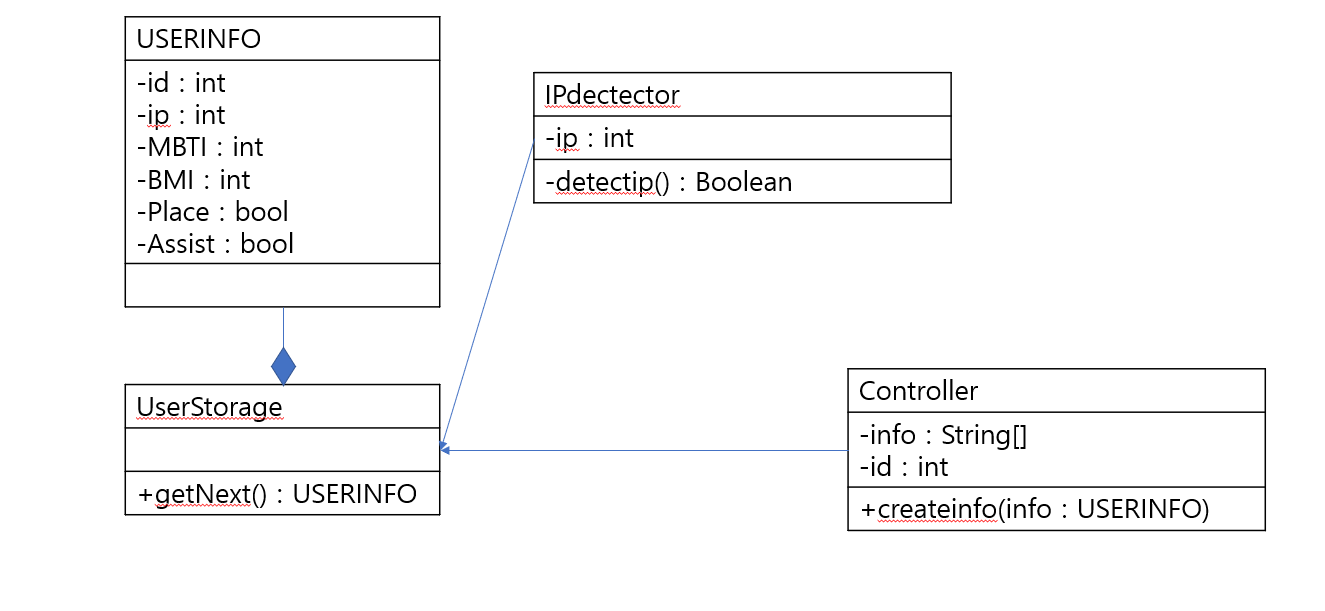 USERINFO
-id : int
-ip : int
-MBTI : int
-BMI : int
-Place : bool
-Assist : bool
IPdectector
-ip : int
-detectip() : Boolean
UserStorage
+getNext() : USERINFO
Controller
-info : String[]
-id : int
+createinfo(info : USERINFO)